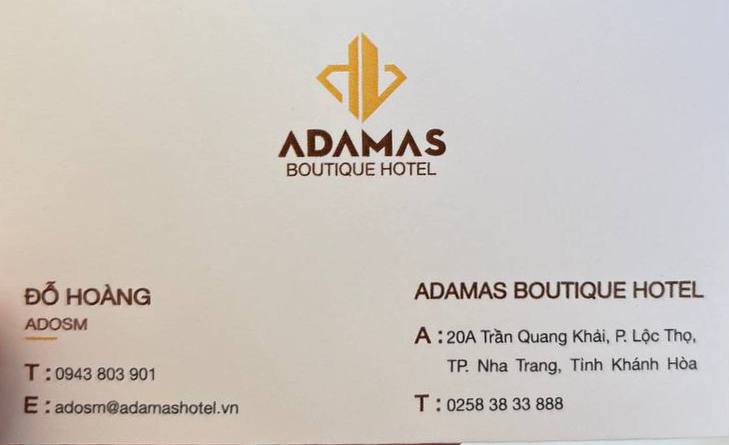 ADAMAS
BOUTIQUE HOTEL
ĐỖ HOÀNG
ADOSM
T : 0943 803 901
E : adosm@adamashotel.vn
ADAMAS BOUTIQUE HOTEL
A : 20A Trần Quang Khải, P. Lộc Thọ,
TP. Nha Trang, Tỉnh Khánh Hòa
T : 0258 38 33 888